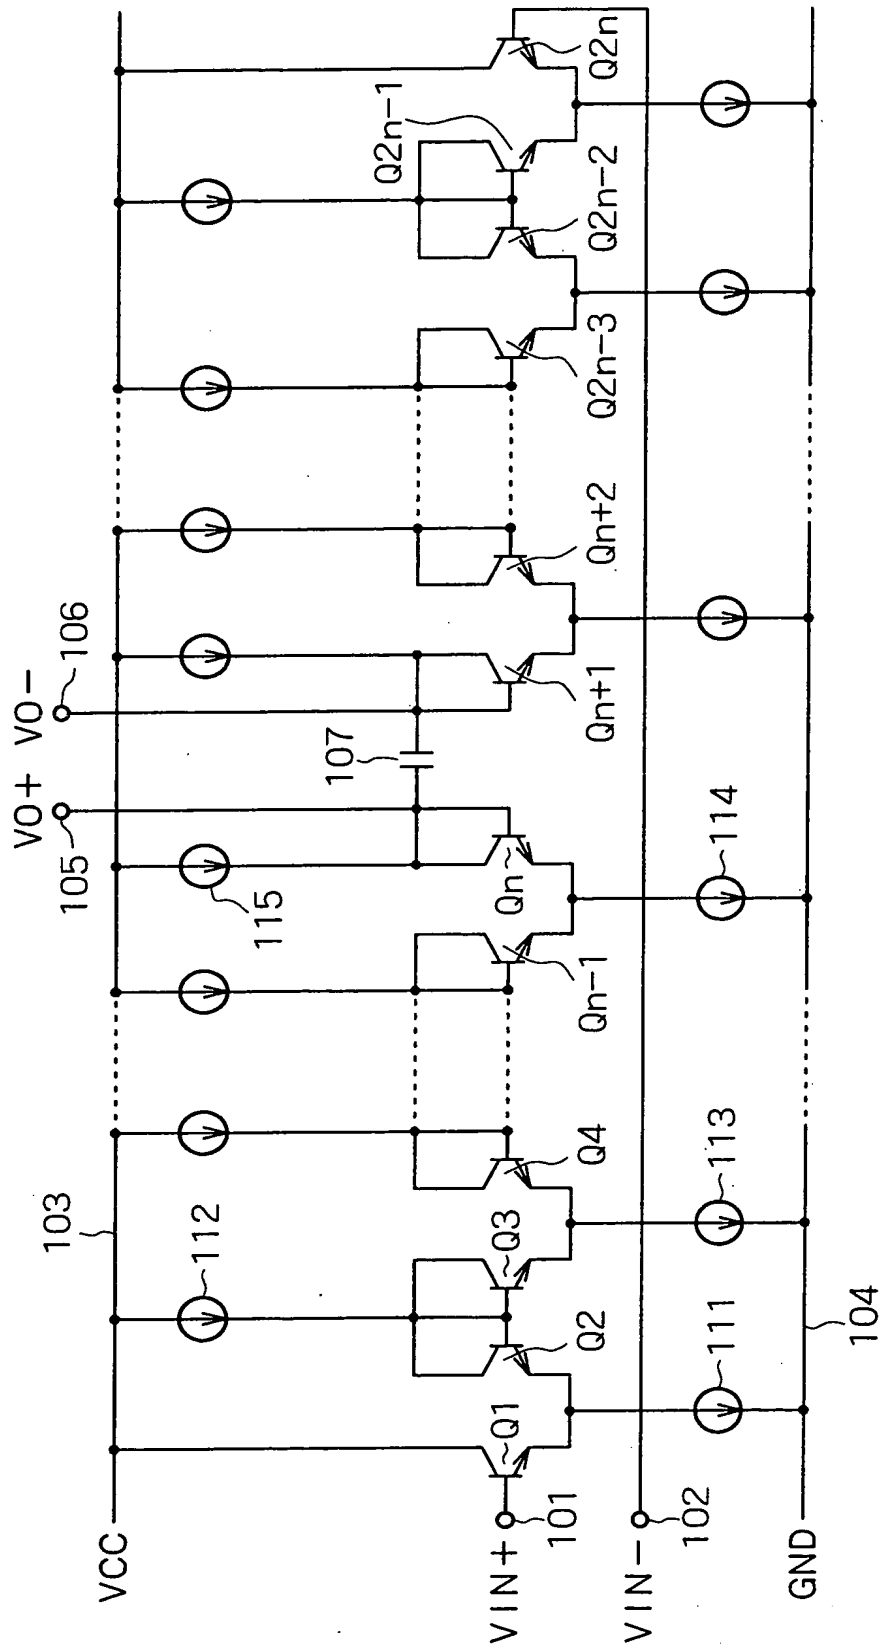 VO+ VO-
105
106
103
VCC
112
115
107
Q1
Q2
Q3
Q4
Qn-1
Qn
Qn+1
Qn+2
Q2n-3
Q2n-2
Q2n-1
Q2n
VIN+
101
VIN-
102
111
113
114
GND
104